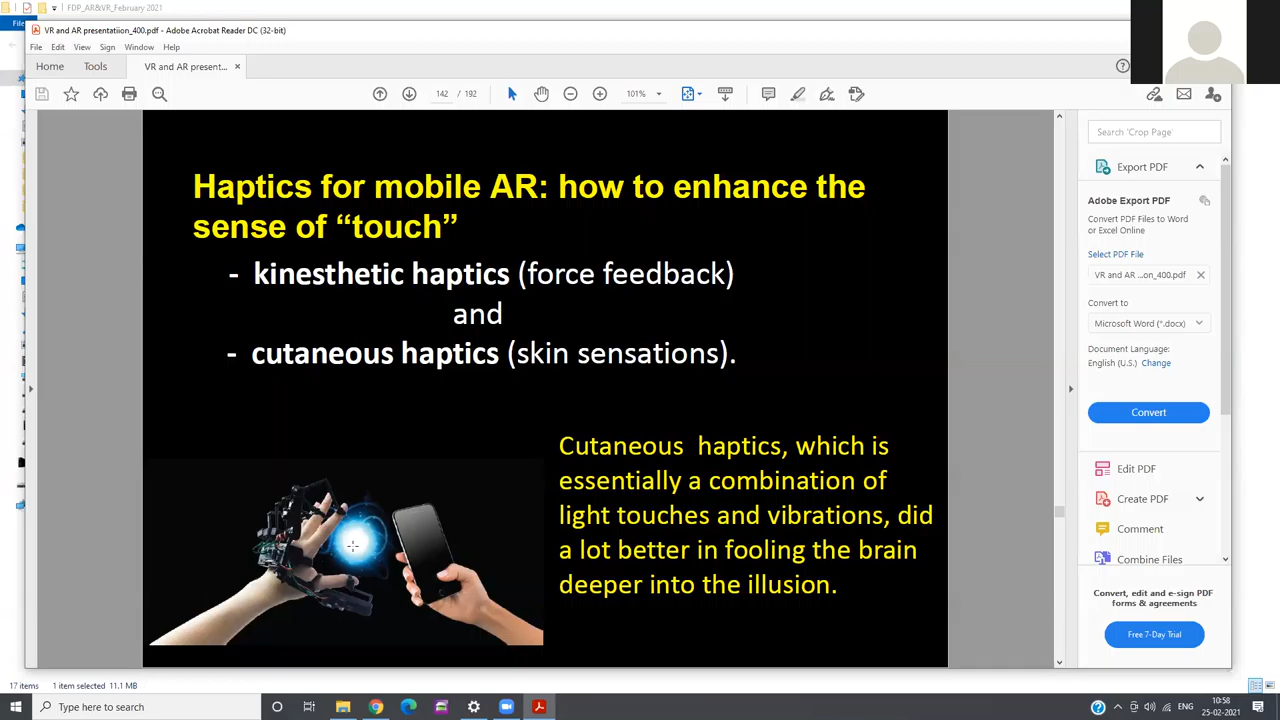 FDP_AR&VR_February 2021
File
VR and AR presentatiion_400.pdf - Adobe Acrobat Reader DC (32-bit)
File Edit View Sign Window Help
Home Tools VR and AR present... ×
142 / 192 101%
Search 'Crop Page'
Haptics for mobile AR: how to enhance the
sense of “touch”
- kinesthetic haptics (force feedback)
and
- cutaneous haptics (skin sensations).
Cutaneous haptics, which is
essentially a combination of
light touches and vibrations, did
a lot better in fooling the brain
deeper into the illusion.
Export PDF
Adobe Export PDF
Convert PDF Files to Word
or Excel Online
Select PDF File
VR and AR ...on_400.pdf ×
Convert to
Microsoft Word (*.docx)
Document Language:
English (U.S.) Change
Convert
Edit PDF
Create PDF
Comment
Combine Files
Convert, edit and e-sign PDF
forms & agreements
Free 7-Day Trial
17 items 1 item selected 11.1 MB
Type here to search
ENG
10:58
25-02-2021